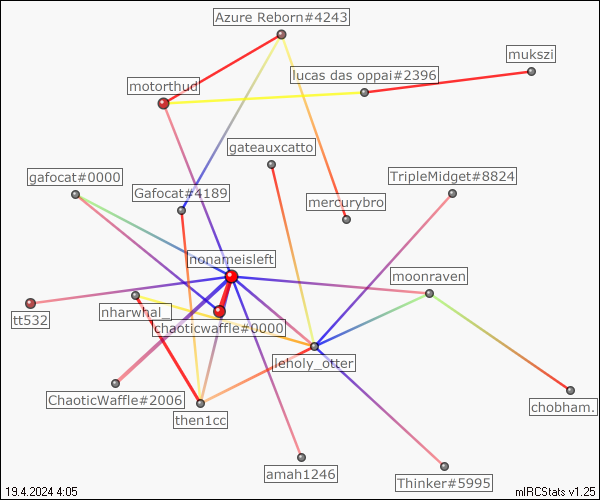 Azure Reborn#4243
mukszi
lucas das oppai#2396
motorthud
gateauxcatto
gafocat#0000
TripleMidget#8824
Gafocat#4189
mercurybro
nonameisleft
moonraven
tt532
nharwhal_
chaoticwaffle#0000
leholy_otter
ChaoticWaffle#2006
chobham.
then1cc
amah1246
Thinker#5995
19.4.2024 4:05
mIRCStats v1.25